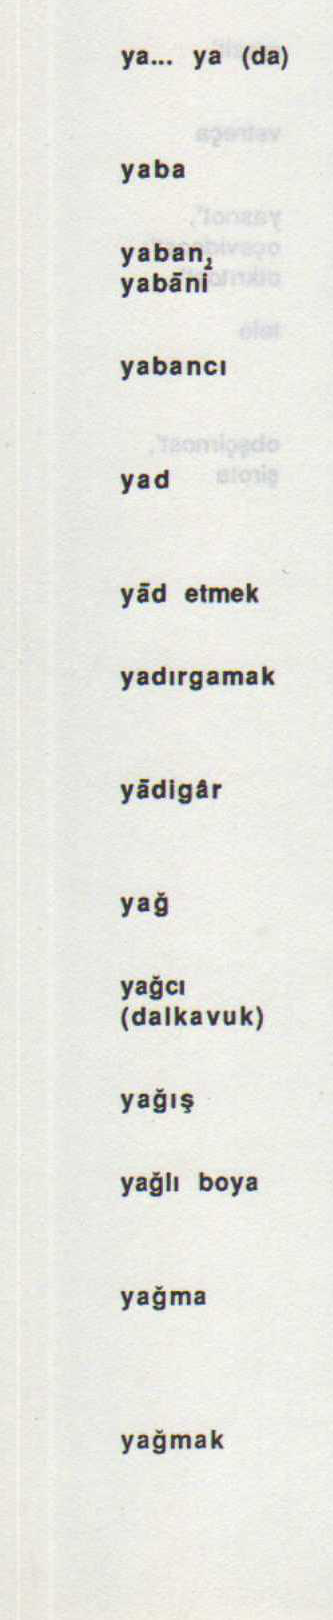 ya... ya (da)
yaba
yaban,
yabānī
yabancı
yad
yād etmek
yadırgamak
yādigâr
yağ
yağcı
(dalkavuk)
yağış
yağlı boya
yağma
yağmak